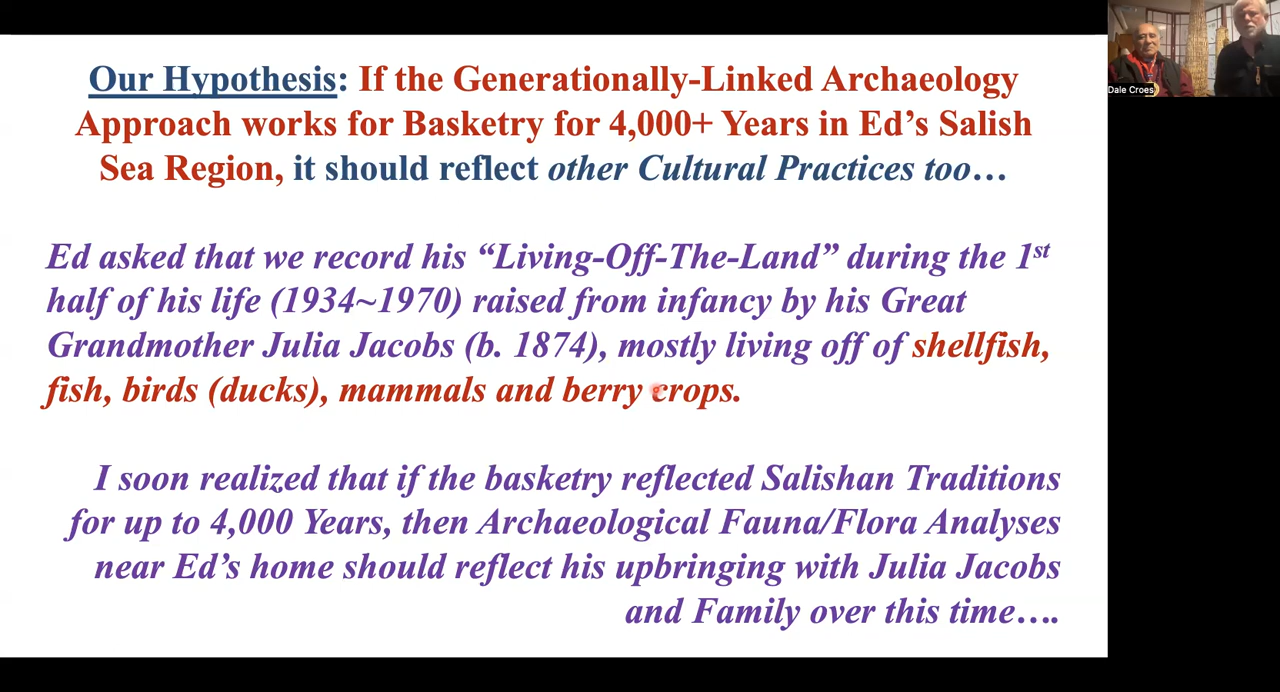 Our Hypothesis: If the Generationally-Linked Archaeology
Approach works for Basketry for 4,000+ Years in Ed’s Salish
Sea Region, it should reflect other Cultural Practices too…
Ed asked that we record his “Living-Off-The-Land” during the 1st
half of his life (1934~1970) raised from infancy by his Great
Grandmother Julia Jacobs (b. 1874), mostly living off of shellfish,
fish, birds (ducks), mammals and berry crops.
I soon realized that if the basketry reflected Salishan Traditions
for up to 4,000 Years, then Archaeological Fauna/Flora Analyses
near Ed’s home should reflect his upbringing with Julia Jacobs
and Family over this time….
Dale Croes